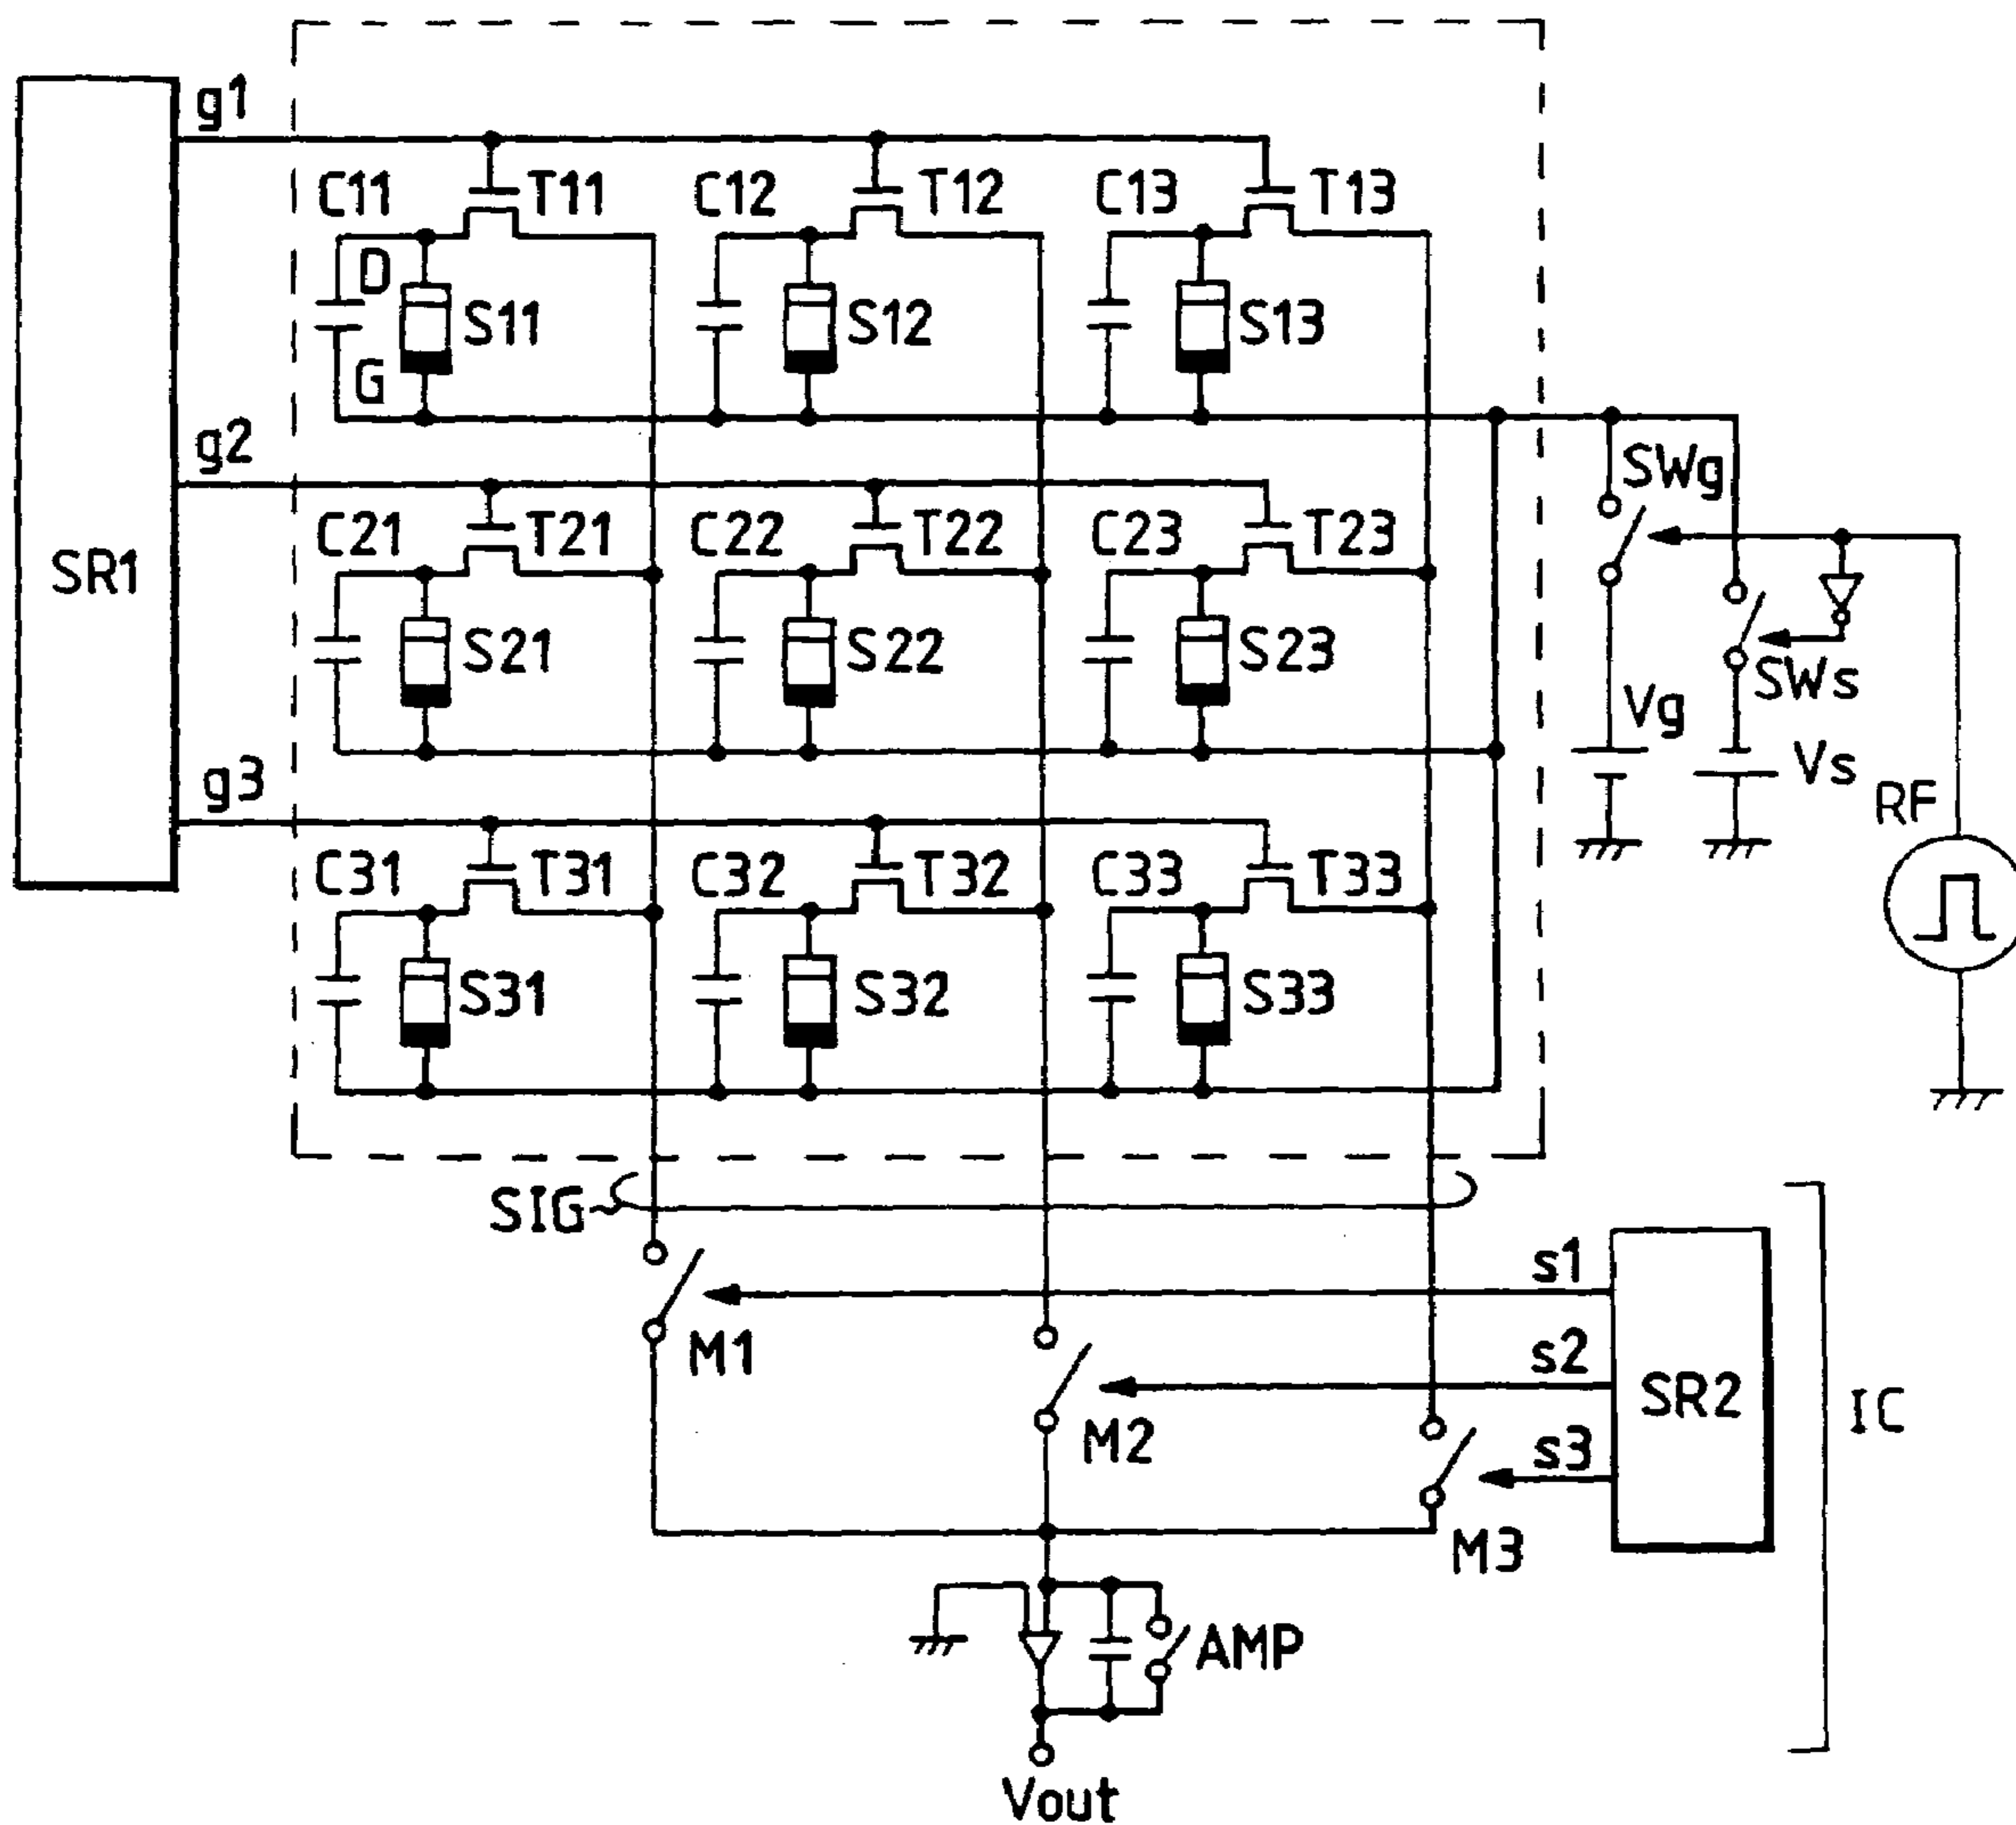 g1
C11 T11 C12 T12 C13 T13
D
S11 S12 S13
G
g2
SWg
C21 T21 C22 T22 C23 T23
SR1
S21 S22 S23
SWs
Vg
Vs
g3
RF
C31 T31 C32 T32 C33 T33
S31 S32 S33
SIG
s1
M1
s2
SR2
IC
M2
s3
M3
AMP
Vout